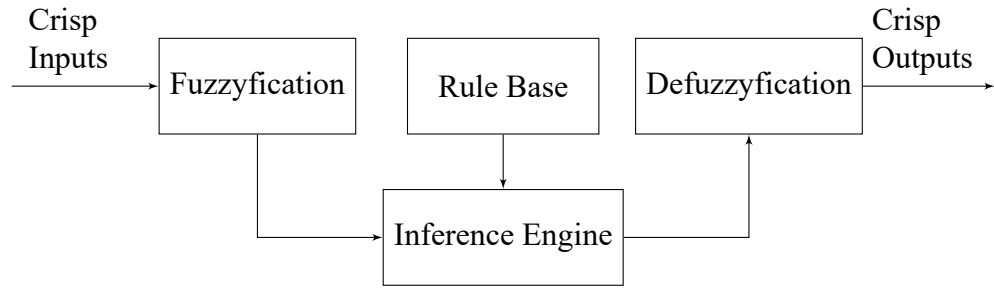 Crisp
Inputs
Fuzzyfication
Rule Base
Defuzzyfication
Crisp
Outputs
Inference Engine